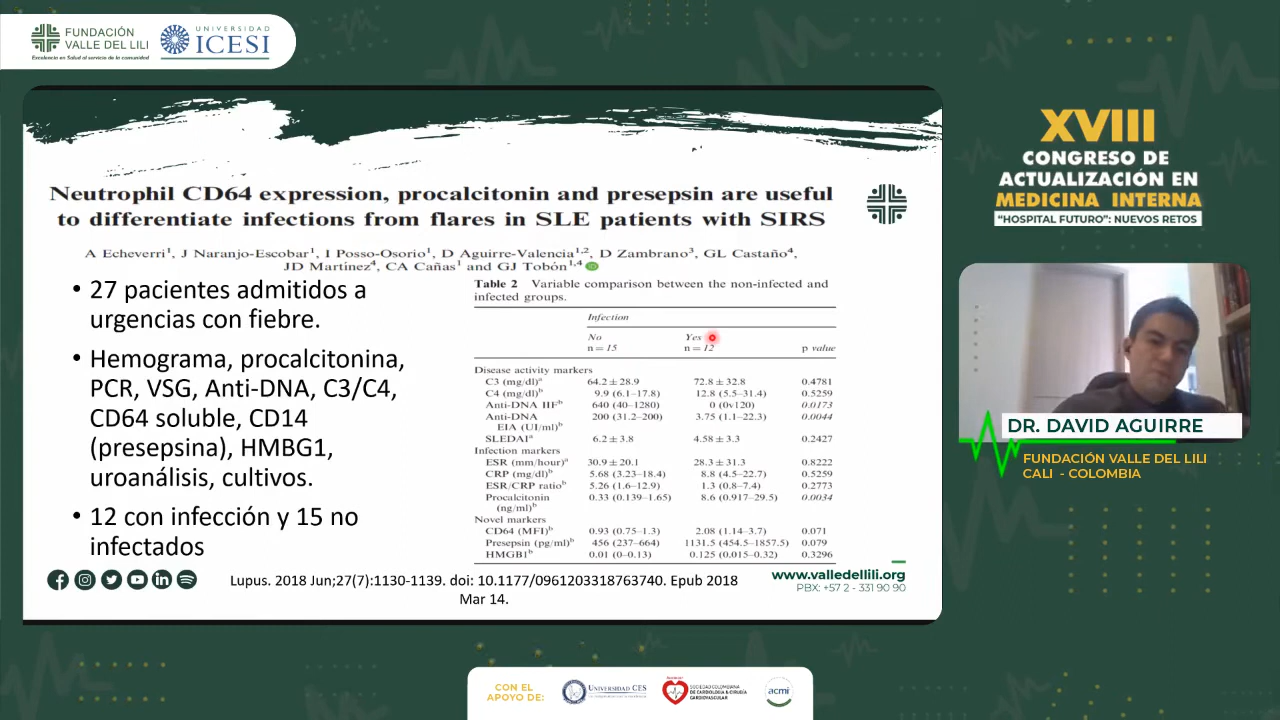 FUNDACIÓN
VALLE DEL LILI
Excelencia en Salud al servicio de la comunidad
UNIVERSIDAD
ICESI
Neutrophil CD64 expression, procalcitonin and presepsin are useful
to differentiate infections from flares in SLE patients with SIRS
A Echeverri1, J Naranjo-Escobar1, I Posso-Osorio1, D Aguirre-Valencia1,2, D Zambrano3, GL Castaño4,
JD Martínez4, CA Cañas1 and GJ Tobón1,4
• 27 pacientes admitidos a
urgencias con fiebre.
• Hemograma, procalcitonina,
PCR, VSG, Anti-DNA, C3/C4,
CD64 soluble, CD14
(presepsina), HMBG1,
uroanálisis, cultivos.
• 12 con infección y 15 no
infectados
Table 2 Variable comparison between the non-infected and
infected groups.
Infection
No Yes
n = 15 n = 12 p value
Disease activity markers
C3 (mg/dl)a 64.2 ± 28.9 72.8 ± 32.8 0.4781
C4 (mg/dl)b 9.9 (6.1–17.8) 12.8 (5.5–31.4) 0.5259
Anti-DNA IIFb 640 (40–1280) 0 (0v120) 0.0173
Anti-DNA 200 (31.2–200) 3.75 (1.1–22.3) 0.0044
EIA (UI/ml)b
SLEDAIa 6.2 ± 3.8 4.58 ± 3.3 0.2427
Infection markers
ESR (mm/hour)a 30.9 ± 20.1 28.3 ± 31.3 0.8222
CRP (mg/dl)b 5.68 (3.23–18.4) 8.8 (4.5–22.7) 0.5259
ESR/CRP ratiob 5.26 (1.6–12.9) 1.3 (0.8–7.4) 0.2773
Procalcitonin 0.33 (0.139–1.65) 8.6 (0.917–29.5) 0.0034
(ng/ml)b
Novel markers
CD64 (MFI)b 0.93 (0.75–1.3) 2.08 (1.14–3.7) 0.071
Presepsin (pg/ml)b 456 (237–664) 1131.5 (454.5–1857.5) 0.079
HMGB1b 0.01 (0–0.13) 0.125 (0.015–0.32) 0.3296
Lupus. 2018 Jun;27(7):1130-1139. doi: 10.1177/0961203318763740. Epub 2018
Mar 14.
www.valledellili.org
PBX: +57 2 - 331 90 90
XVIII
CONGRESO DE
ACTUALIZACIÓN EN
MEDICINA INTERNA
"HOSPITAL FUTURO": NUEVOS RETOS
DR. DAVID AGUIRRE
FUNDACIÓN VALLE DEL LILI
CALI - COLOMBIA
CON EL
APOYO DE:
UNIVERSIDAD CES
SOCIEDAD COLOMBIANA
DE CARDIOLOGÍA & CIRUGÍA
CARDIOVASCULAR
acmi